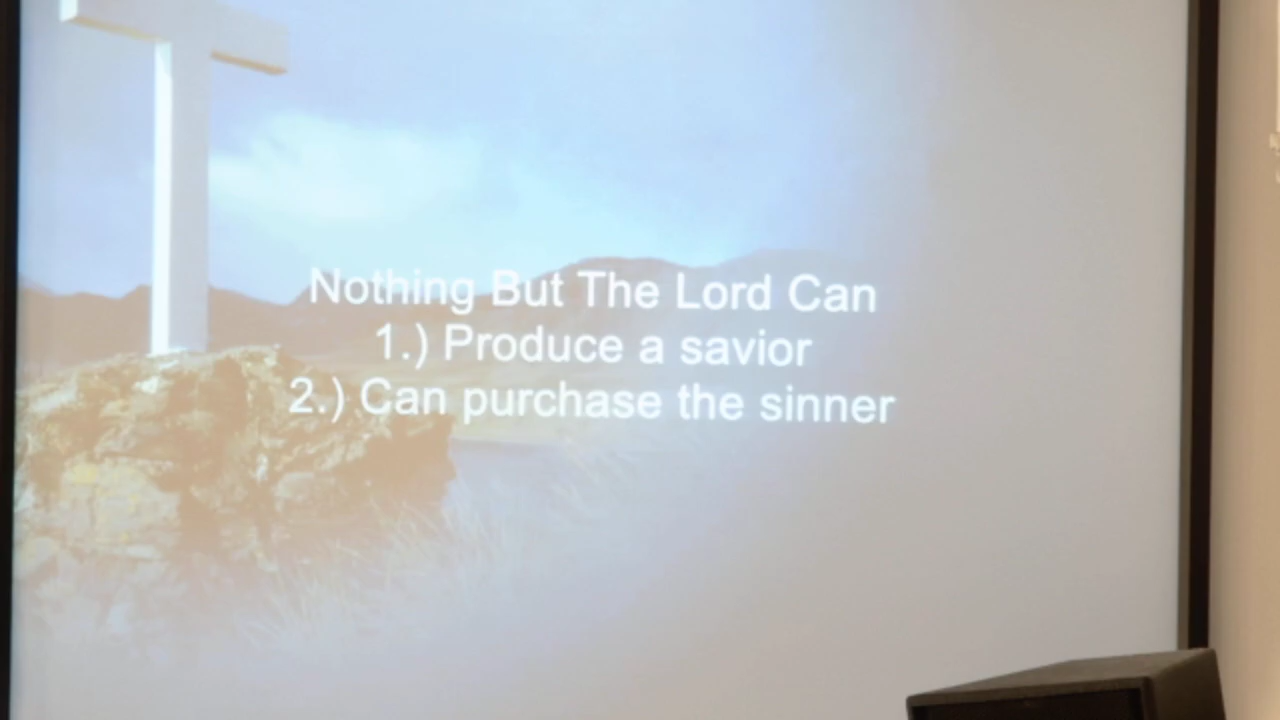 Nothing But The Lord Can
1.) Produce a savior
2.) Can purchase the sinner